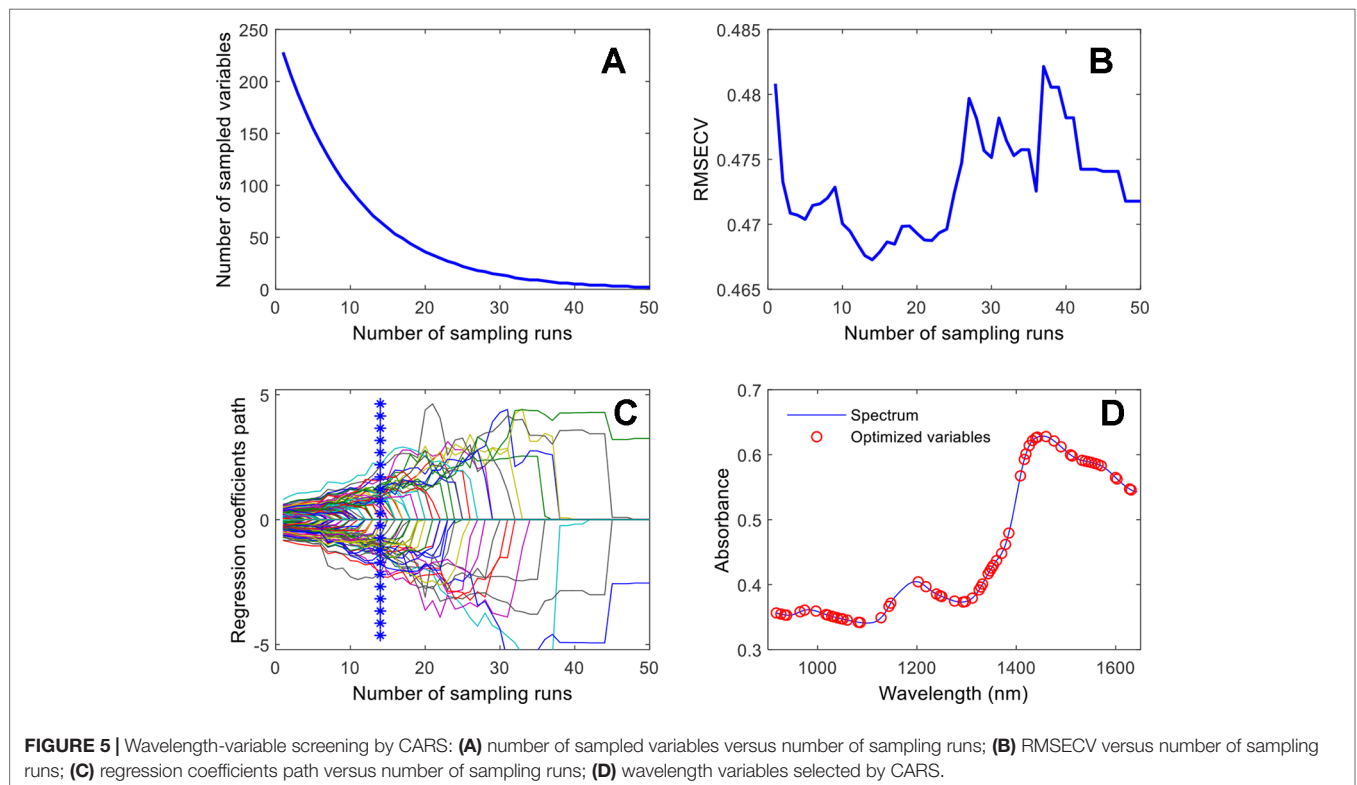 250
200
150
100
50
0
0
10
20
30
40
50
Number of sampled variables
Number of sampling runs
A
0.485
0.48
0.475
0.47
0.465
0
10
20
30
40
50
RMSECV
Number of sampling runs
B
5
0
-5
0
10
20
30
40
50
Regression coefficients path
Number of sampling runs
C
0.7
0.6
0.5
0.4
0.3
1000
1200
1400
1600
Absorbance
Wavelength (nm)
Spectrum
Optimized variables
D
FIGURE 5 | Wavelength-variable screening by CARS: (A) number of sampled variables versus number of sampling runs; (B) RMSECV versus number of sampling
runs; (C) regression coefficients path versus number of sampling runs; (D) wavelength variables selected by CARS.